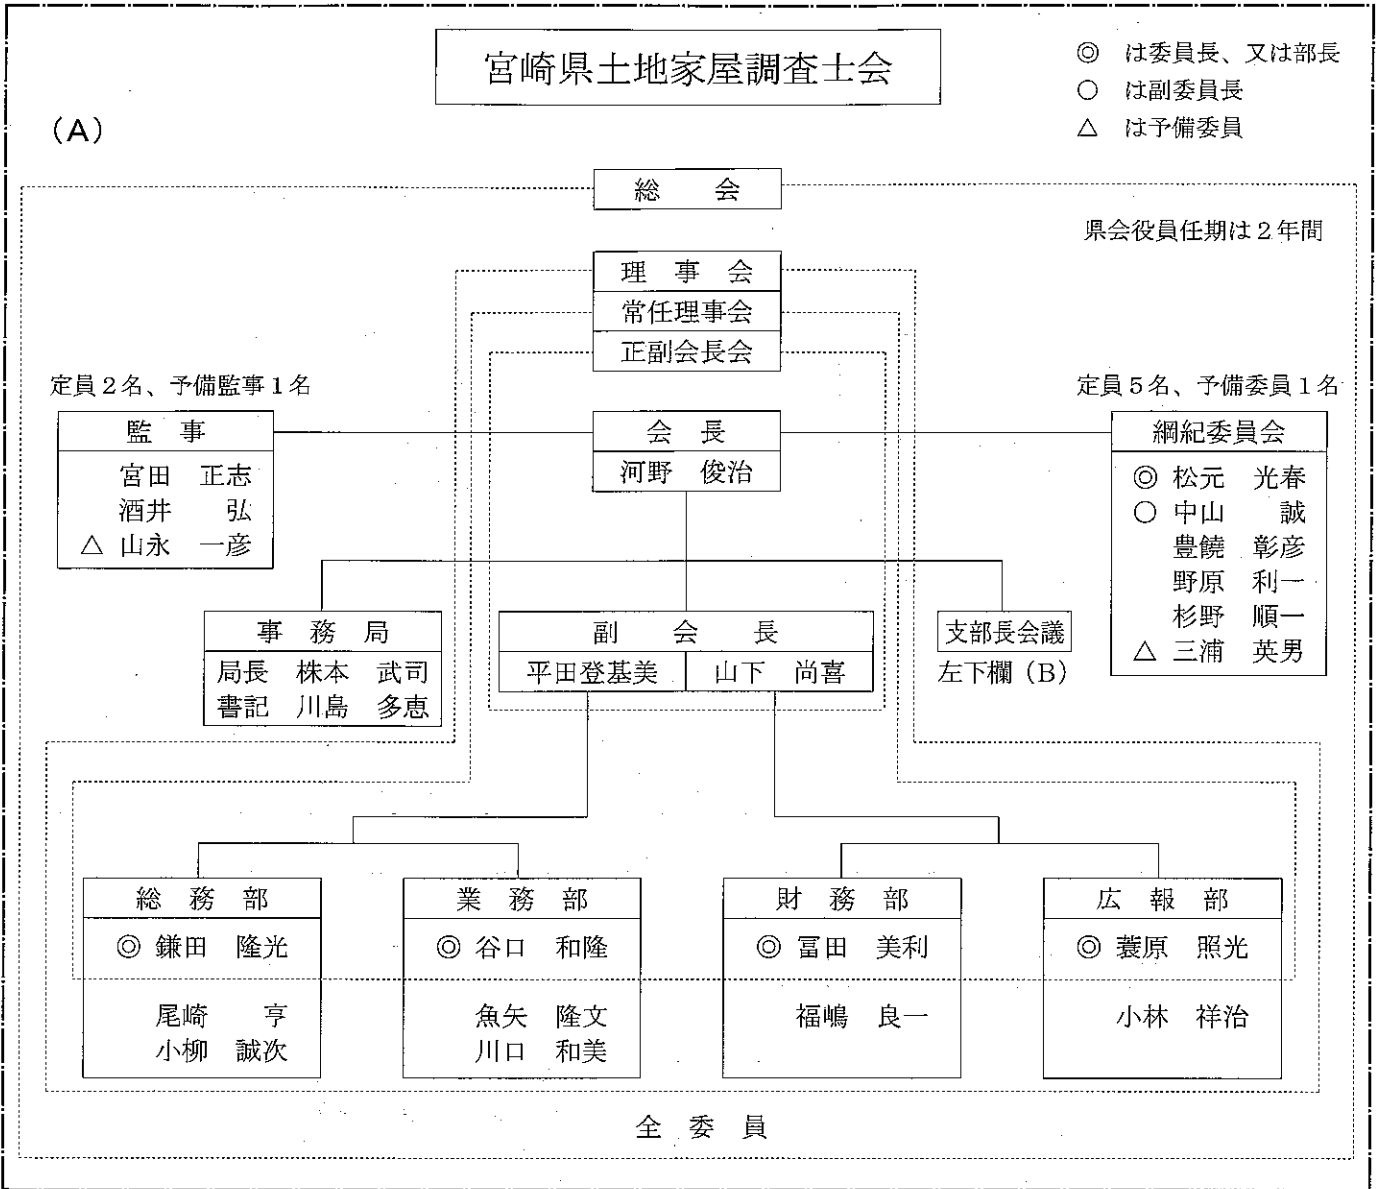 宮崎県土地家屋調査士会
◎ は委員長、又は部長
○ は副委員長
△ は予備委員
(A)
総 会
県会役員任期は2年間
理 事 会
常任理事会
正副会長会
定員2名、予備監事1名
監 事
宮田 正志
酒井 弘
△ 山永 一彦
会 長
河野 俊治
定員5名、予備委員1名
綱紀委員会
◎ 松元 光春
○ 中山 誠
豊饒 彰彦
野原 利一
杉野 順一
△ 三浦 英男
事 務 局
局長 株本 武司
書記 川島 多恵
副 会 長
平田登基美 山下 尚喜
支部長会議
左下欄(B)
総 務 部
◎ 鎌田 隆光
尾崎 亨
小柳 誠次
業 務 部
◎ 谷口 和隆
魚矢 隆文
川口 和美
財 務 部
◎ 冨田 美利
福嶋 良一
広 報 部
◎ 蓑原 照光
小林 祥治
全 委 員